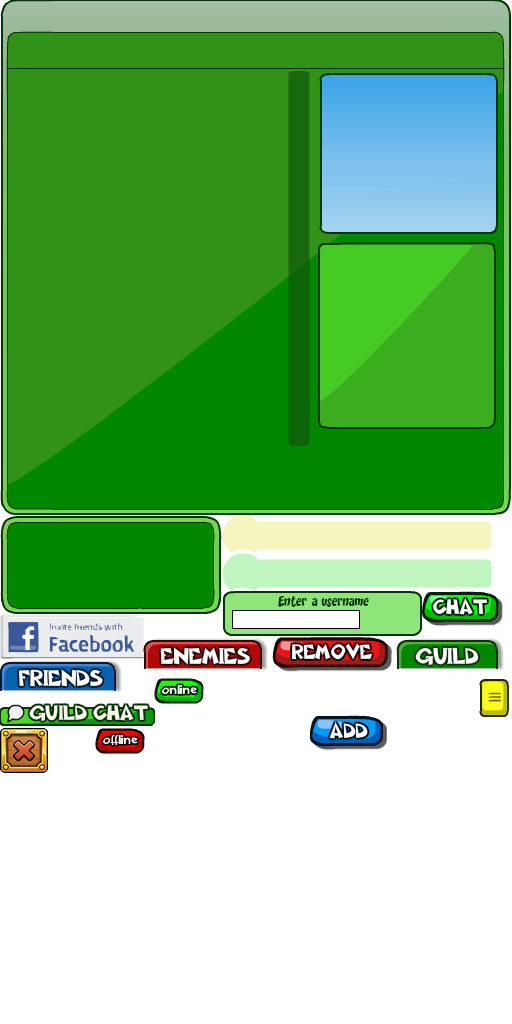 Enter a username
CHAT
Invite friends with
Facebook
ENEMIES
REMOVE
GUILD
FRIENDS
online
GUILD CHAT
ADD
offline